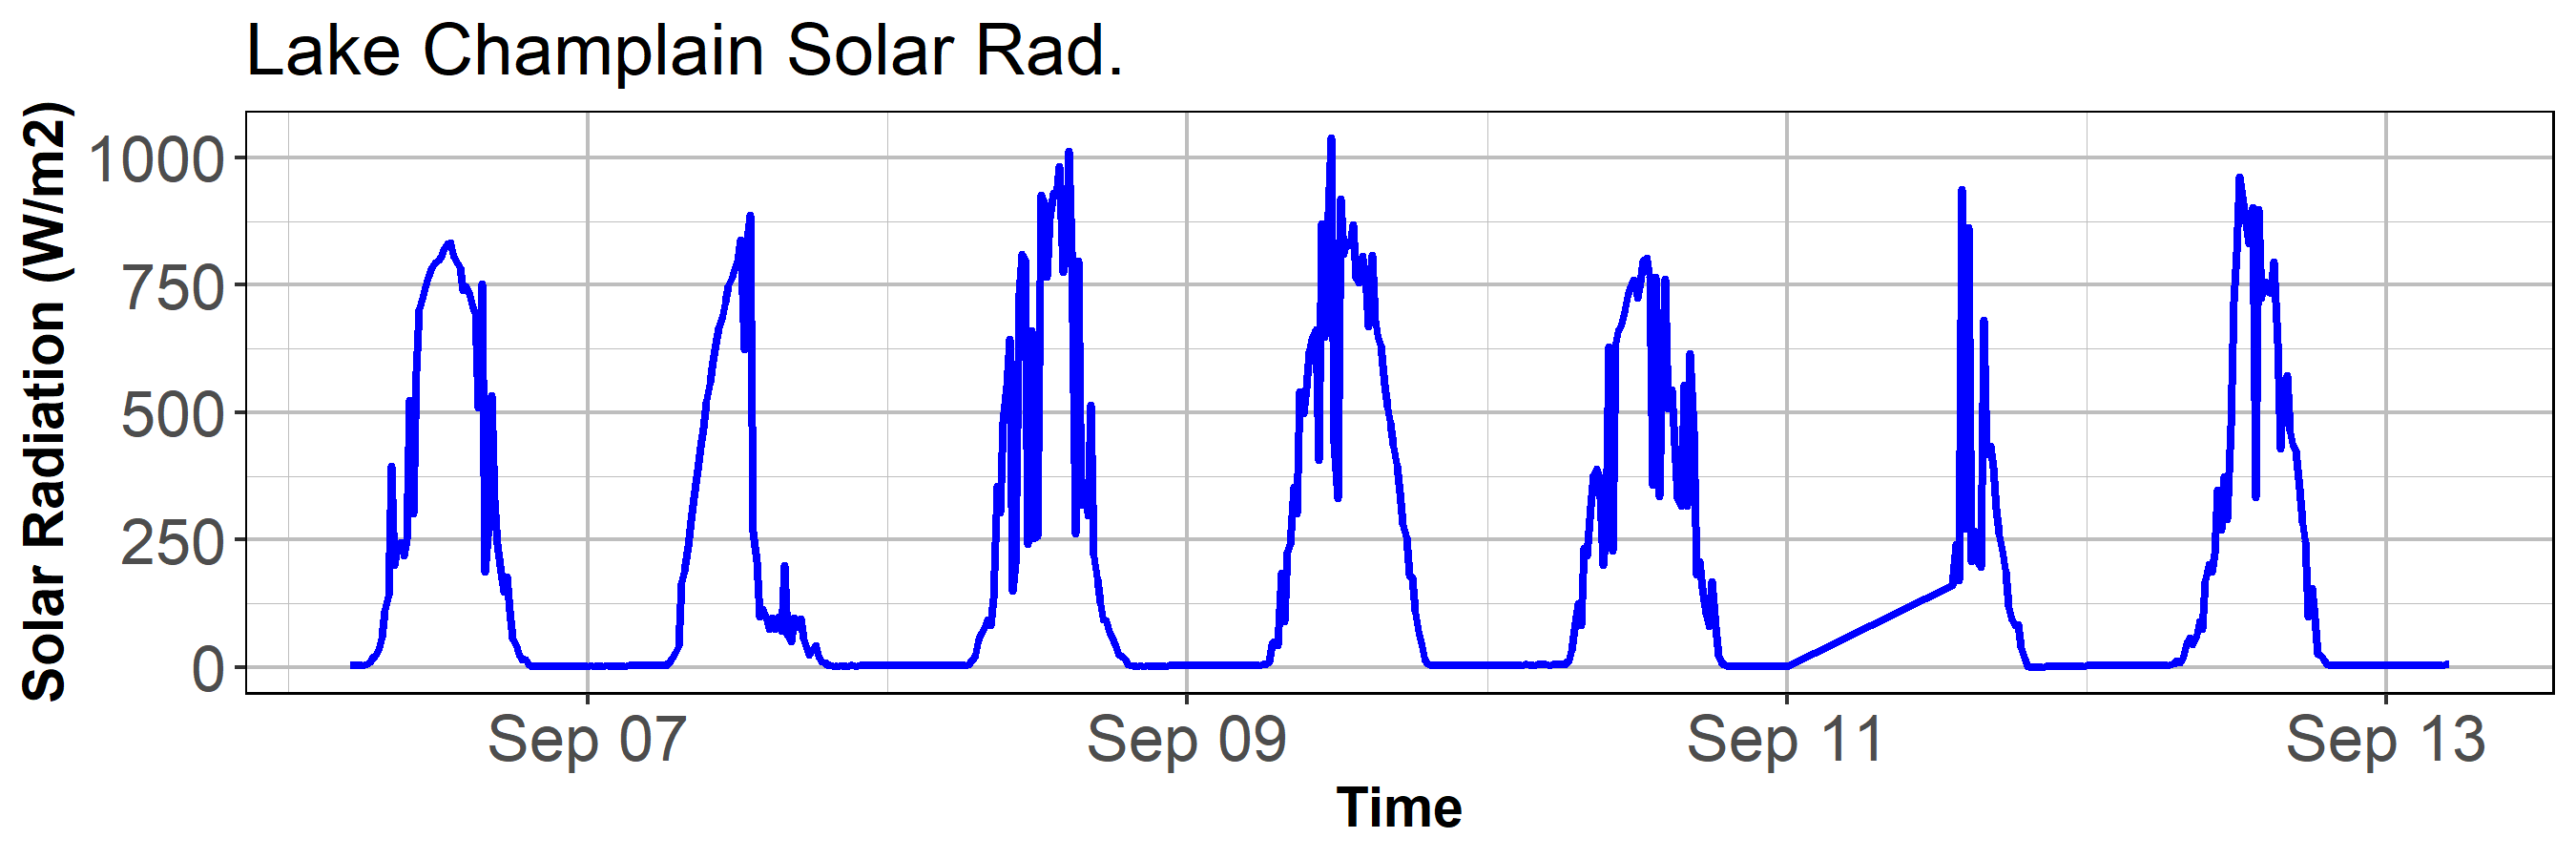 Lake Champlain Solar Rad.
Solar Radiation (W/m2)
1000
750
500
250
0
Sep 07
Sep 09
Sep 11
Sep 13
Time